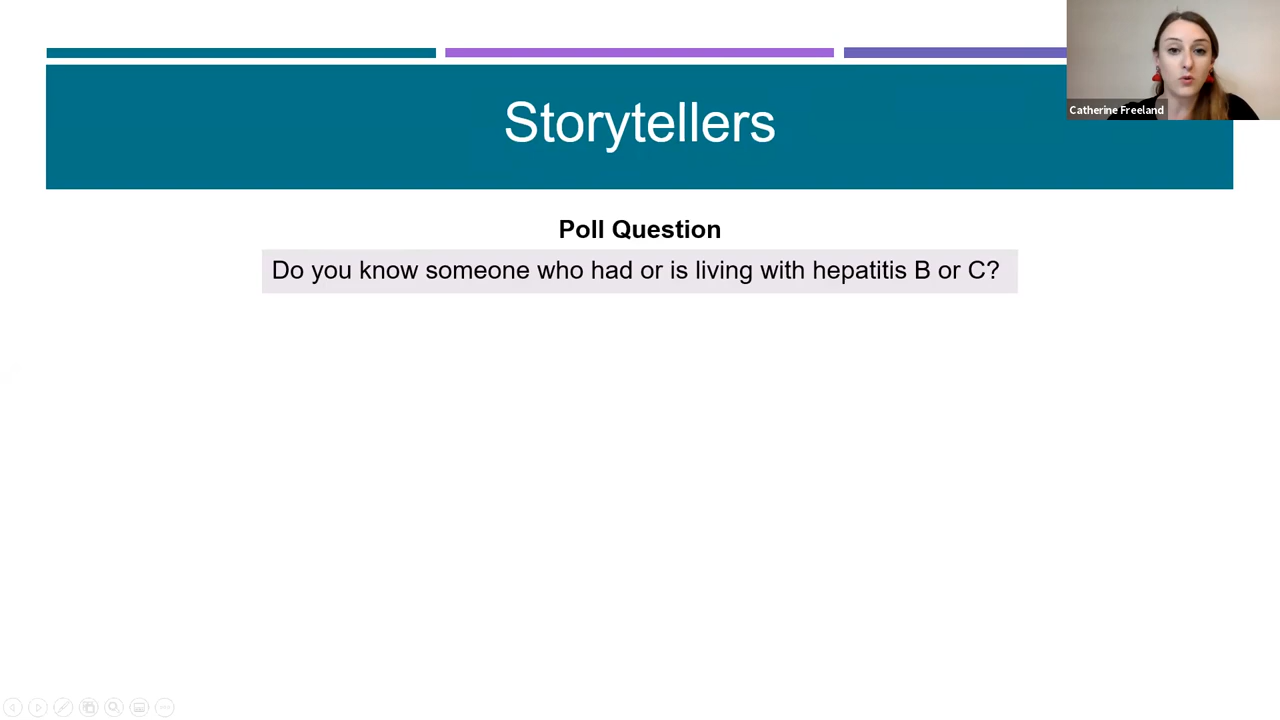 Storytellers
Catherine Freeland
Poll Question
Do you know someone who had or is living with hepatitis B or C?